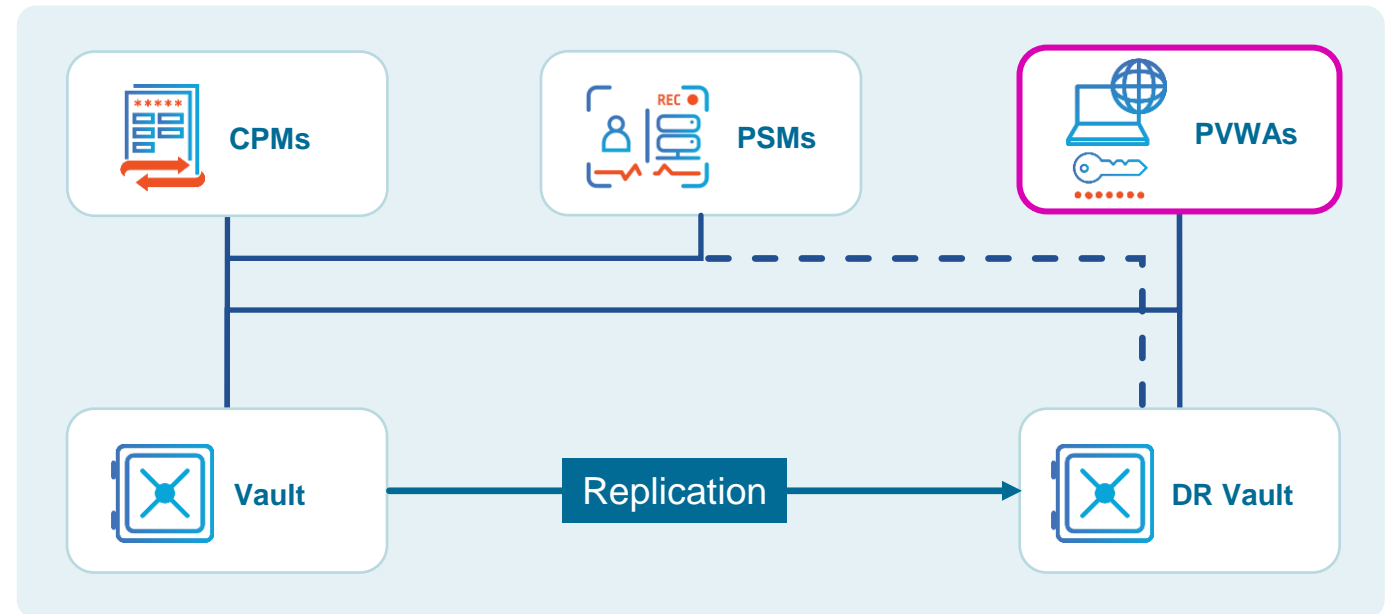 *****
CPMs
REC
PSMs
PVWAs
Vault
Replication
DR Vault